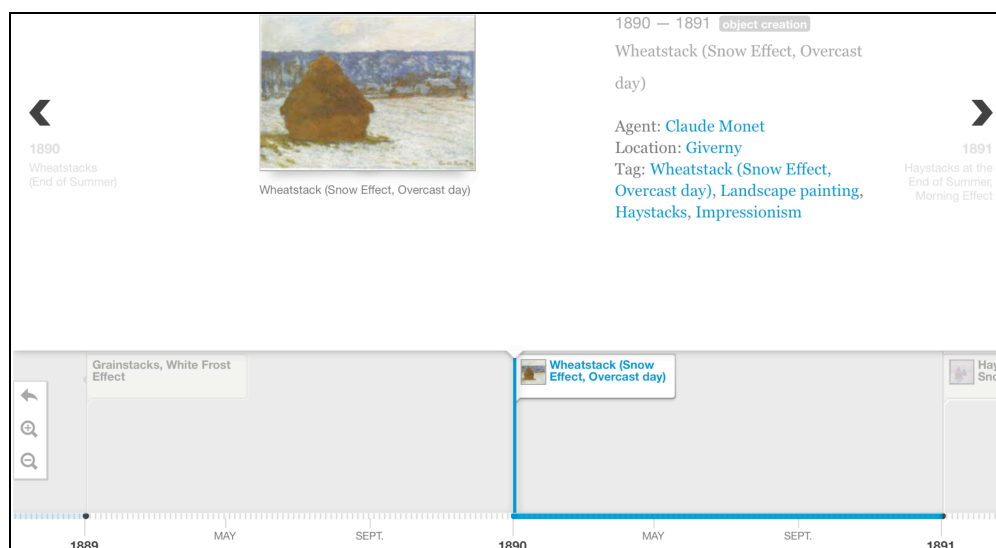 1890 — 1891 object creation
Wheatstack (Snow Effect, Overcast
day)
Agent: Claude Monet
Location: Giverny
Tag: Wheatstack (Snow Effect,
Overcast day), Landscape painting,
Haystacks, Impressionism
1890
Wheatstacks
(End of Summer)
Wheatstack (Snow Effect, Overcast day)
1891
Haystacks at the
End of Summer,
Morning Effect
Grainstacks, White Frost
Effect
Wheatstack (Snow
Effect, Overcast day)
Hay
Sno
MAY
SEPT.
MAY
SEPT.
1889
1890
1891